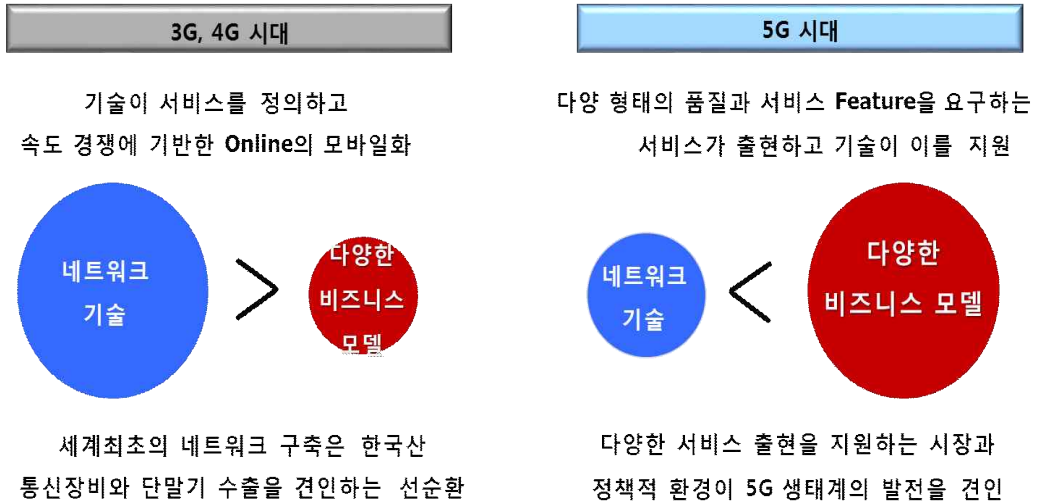 3G, 4G 시대
기술이 서비스를 정의하고
속도 경쟁에 기반한 Online의 모바일화
네트워크
기술
>
다양한
비즈니스
모델
세계최초의 네트워크 구축은 한국산
통신장비와 단말기 수출을 견인하는 선순환
5G 시대
다양 형태의 품질과 서비스 Feature을 요구하는
서비스가 출현하고 기술이 이를 지원
네트워크
기술
<
다양한
비즈니스 모델
다양한 서비스 출현을 지원하는 시장과
정책적 환경이 5G 생태계의 발전을 견인